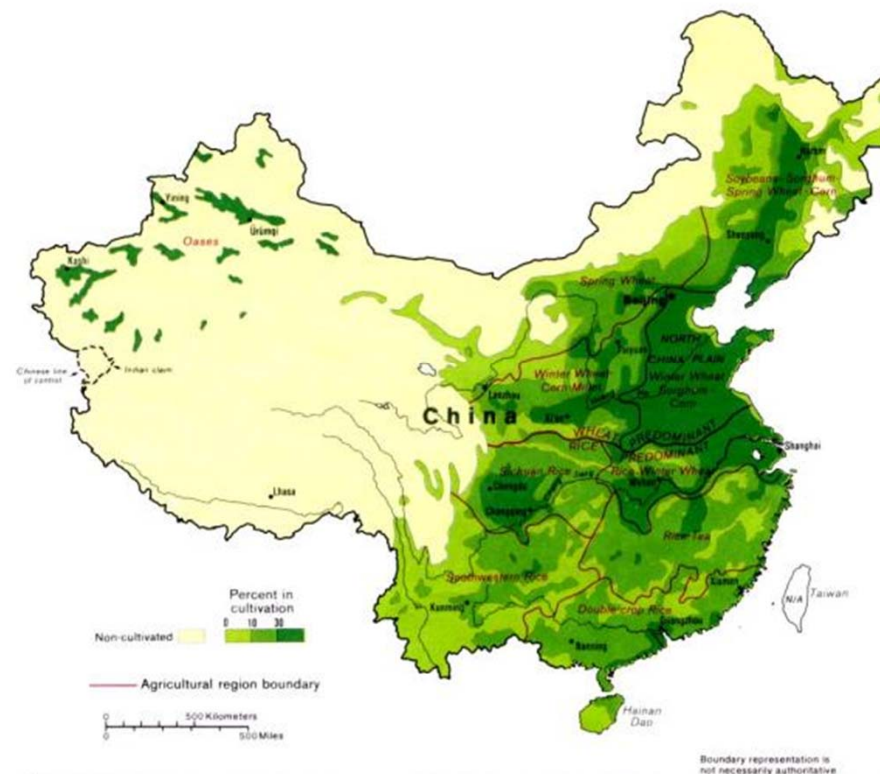 Harbin
Soybeans-Sorghum-
Spring Wheat-Corn
Yining
Ürümqi
Oases
Shenyang
Kashi
Spring Wheat
Beijing
NORTH
CHINA PLAIN
Taiyuan
Winter Wheat-
Sorghum-
Corn
Chinese line
of control
Indian claim
Winter Wheat-
Corn-Millet
Lanzhou
China
Xi'an
WHEAT PREDOMINANT
RICE PREDOMINANT
Shanghai
Sichuan Rice
Rice-Winter Wheat
Wuhan
Chengdu
Lhasa
Chongqing
Rice-Tea
Southwestern Rice
Xiamen
Taiwan
N/A
Percent in
cultivation
0 10 30
Non-cultivated
Kunming
Double-crop Rice
Guangzhou
Nanning
Agricultural region boundary
0 500 Kilometers
0 500 Miles
Hainan
Dao
Boundary representation is
not necessarily authoritative